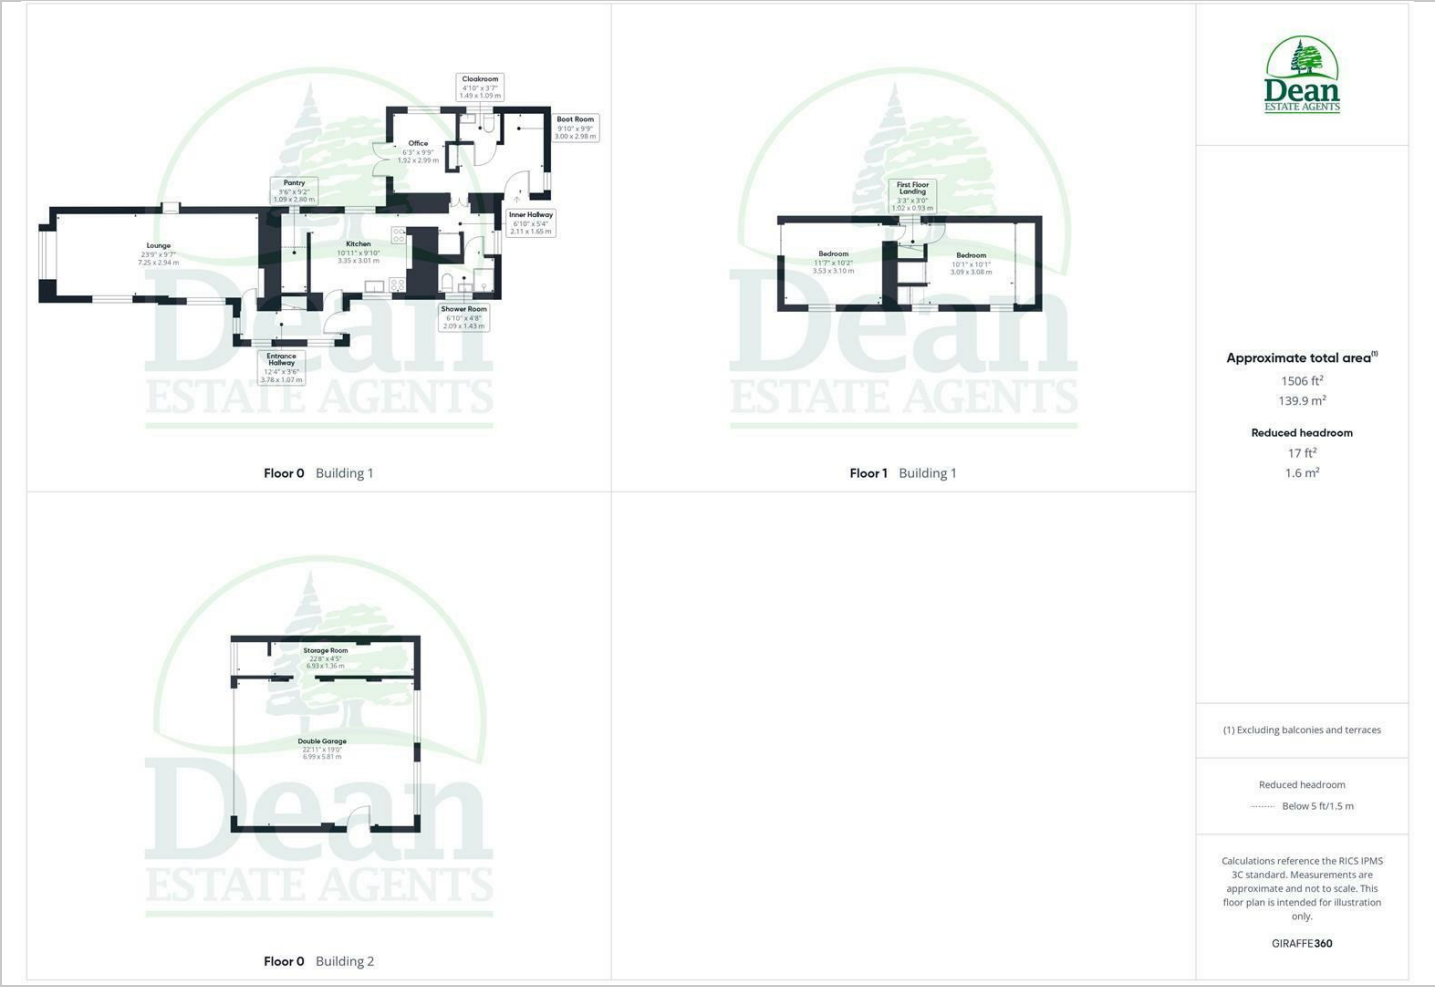 Cloakroom
4'10" x 3'7"
1.49 x 1.09 m
Boot Room
9'10" x 9'9"
3.00 x 2.98 m
Office
6'3" x 9'9"
1.92 x 2.99 m
Pantry
3'6" x 9'2"
1.09 x 2.80 m
Inner Hallway
6'10" x 5'4"
2.11 x 1.65 m
Lounge
23'9" x 9'7"
7.25 x 2.94 m
Kitchen
10'11" x 9'10"
3.35 x 3.01 m
Shower Room
6'10" x 4'8"
2.09 x 1.43 m
Entrance
Hallway
12'4" x 3'6"
3.78 x 1.07 m
Dean
ESTATE AGENTS
Floor 0 Building 1
First Floor
Landing
3'3" x 3'0"
1.02 x 0.93 m
Bedroom
11'7" x 10'2"
3.53 x 3.10 m
Bedroom
10'1" x 10'1"
3.09 x 3.08 m
Dean
ESTATE AGENTS
Floor 1 Building 1
Storage Room
22'8" x 4'5"
6.93 x 1.36 m
Double Garage
22'11" x 19'0"
6.99 x 5.81 m
Dean
ESTATE AGENTS
Floor 0 Building 2
Dean
ESTATE AGENTS
Approximate total area(1)
1506 ft²
139.9 m²
Reduced headroom
17 ft²
1.6 m²
(1) Excluding balconies and terraces
Reduced headroom
Below 5 ft/1.5 m
Calculations reference the RICS IPMS
3C standard. Measurements are
approximate and not to scale. This
floor plan is intended for illustration
only.
GIRAFFE360